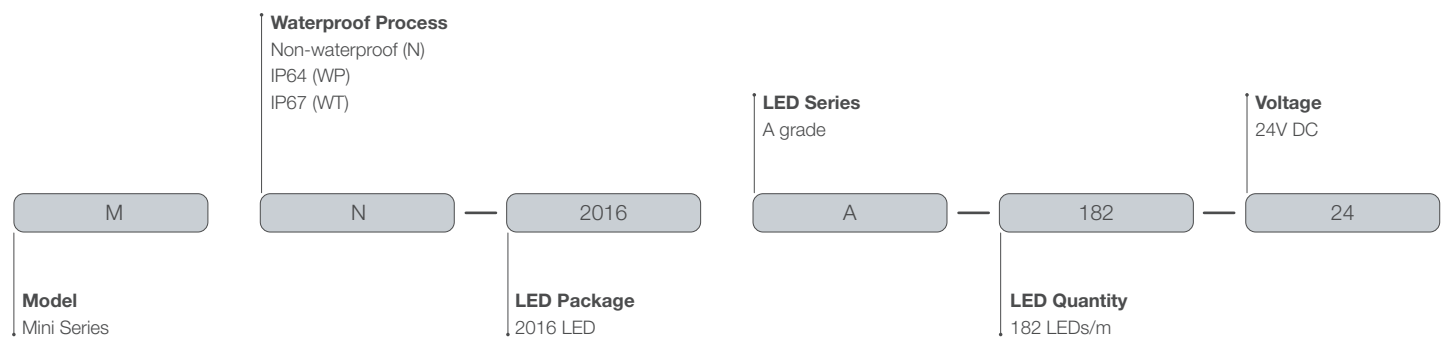 Waterproof Process
Non-waterproof (N)
IP64 (WP)
IP67 (WT)
LED Series
A grade
Voltage
24V DC
M N — 2016 A — 182 — 24
Model
Mini Series
LED Package
2016 LED
LED Quantity
182 LEDs/m